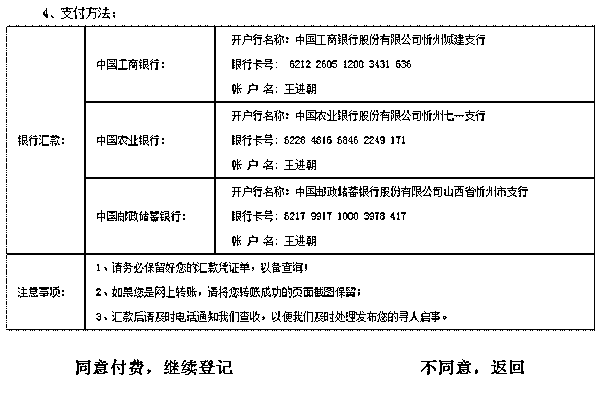 4、支付方法：
银行汇款：
中国工商银行：
开户行名称：中国工商银行股份有限公司忻州城建支行
银行卡号： 6212 2605 1200 3431 636
帐 户 名：王进朝
中国农业银行：
开户行名称：中国农业银行股份有限公司忻州七一支行
银行卡号：6228 4816 6846 2249 171
帐 户 名：王进朝
中国邮政储蓄银行：
开户行名称：中国邮政储蓄银行股份有限公司山西省忻州市支行
银行卡号：6217 9917 1000 3978 417
帐 户 名：王进朝
注意事项：
1、请务必保留好您的汇款凭证单，以备查询！
2、如果您是网上转账，请将您转账成功的页面截图保留；
3、汇款后请及时电话通知我们查收，以便我们及时处理发布您的寻人启事。
同意付费，继续登记
不同意，返回